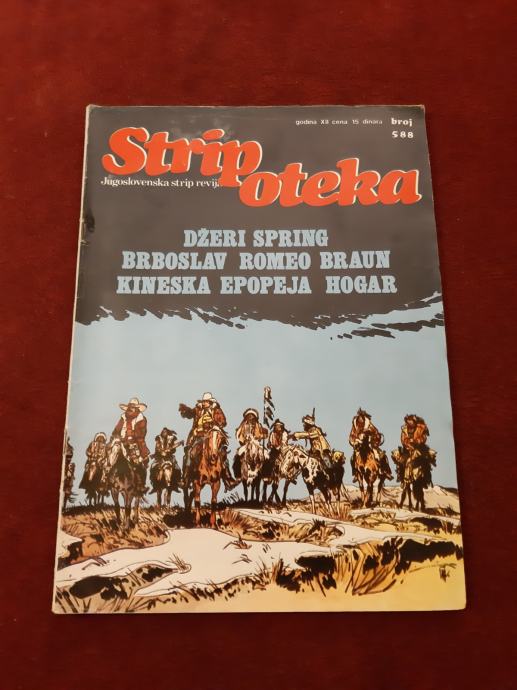 godina XII cena 15 dinara broj
588
Stripoteka
Jugoslovenska strip revija
DŽERI SPRING
BRBOSLAV ROMEO BRAUN
KINESKA EPOPEJA HOGAR